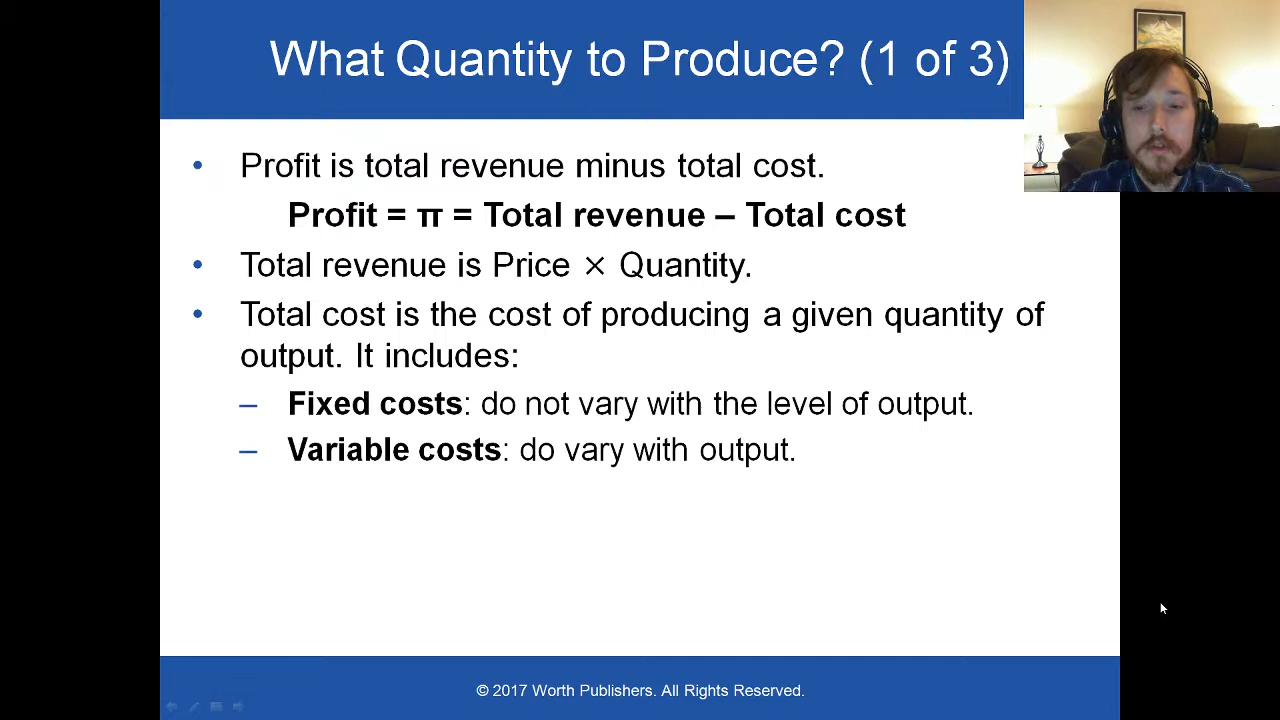 What Quantity to Produce? (1 of 3)
• Profit is total revenue minus total cost.
Profit = π = Total revenue – Total cost
• Total revenue is Price × Quantity.
• Total cost is the cost of producing a given quantity of
output. It includes:
– Fixed costs: do not vary with the level of output.
– Variable costs: do vary with output.
© 2017 Worth Publishers. All Rights Reserved.